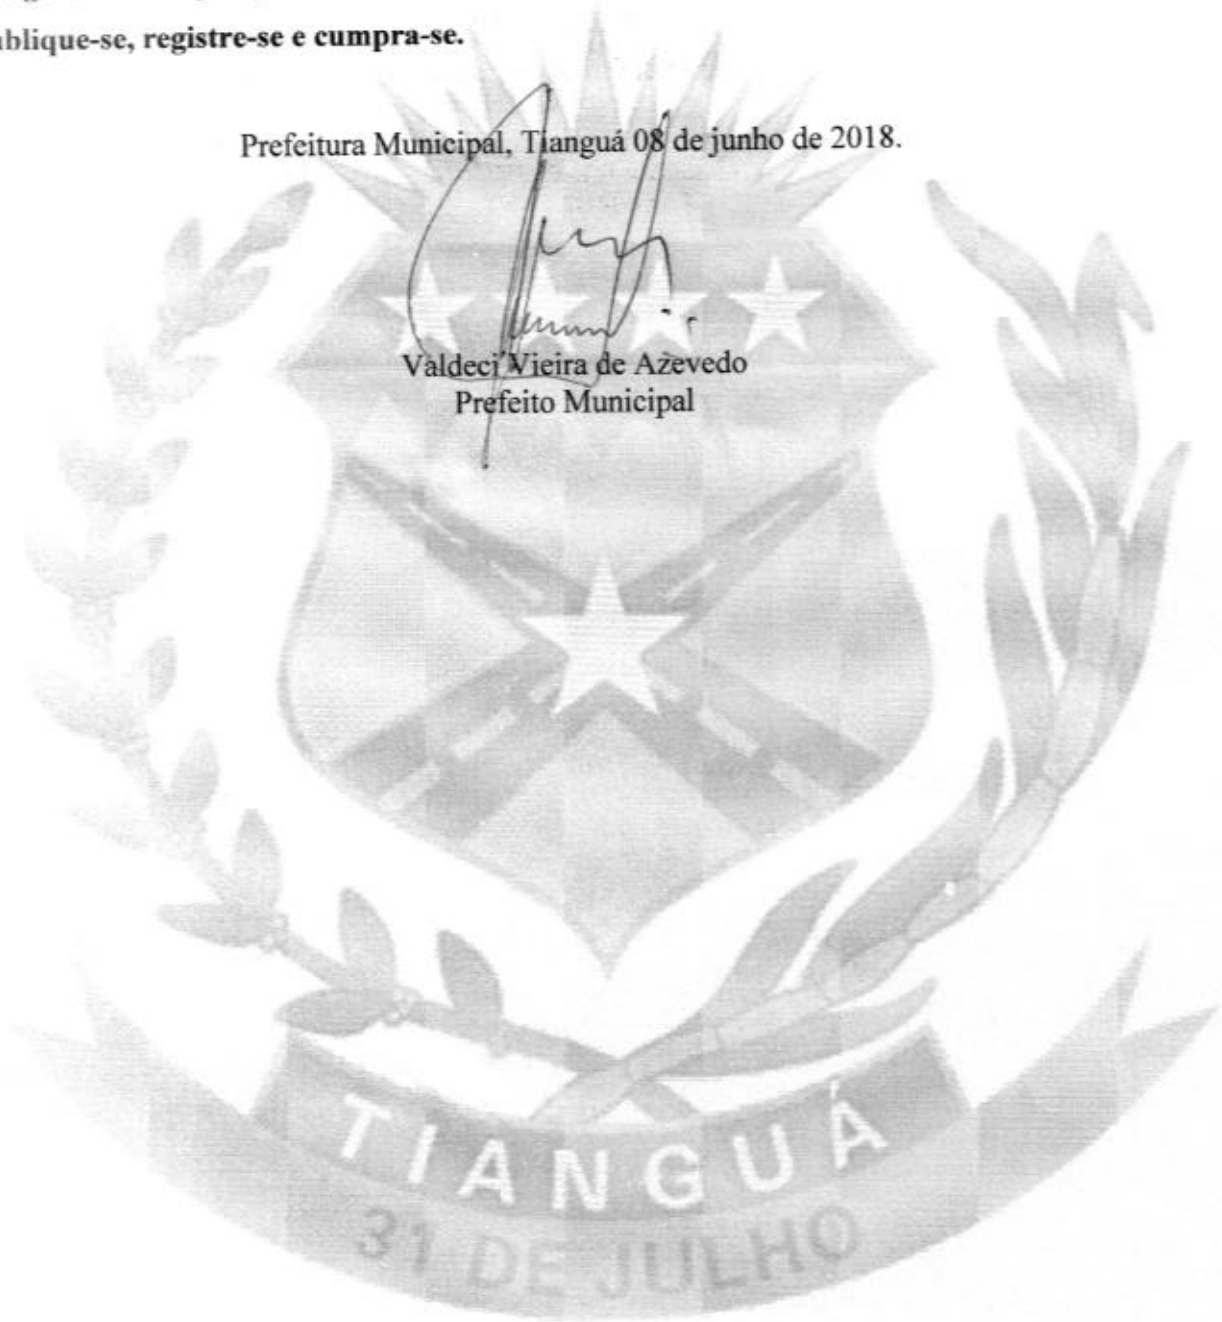 blique-se, registre-se e cumpra-se.
Prefeitura Municipal, Tianguá 08 de junho de 2018.
Valdeci Vieira de Azevedo
Prefeito Municipal
TIANGUÁ
31 DE JULHO